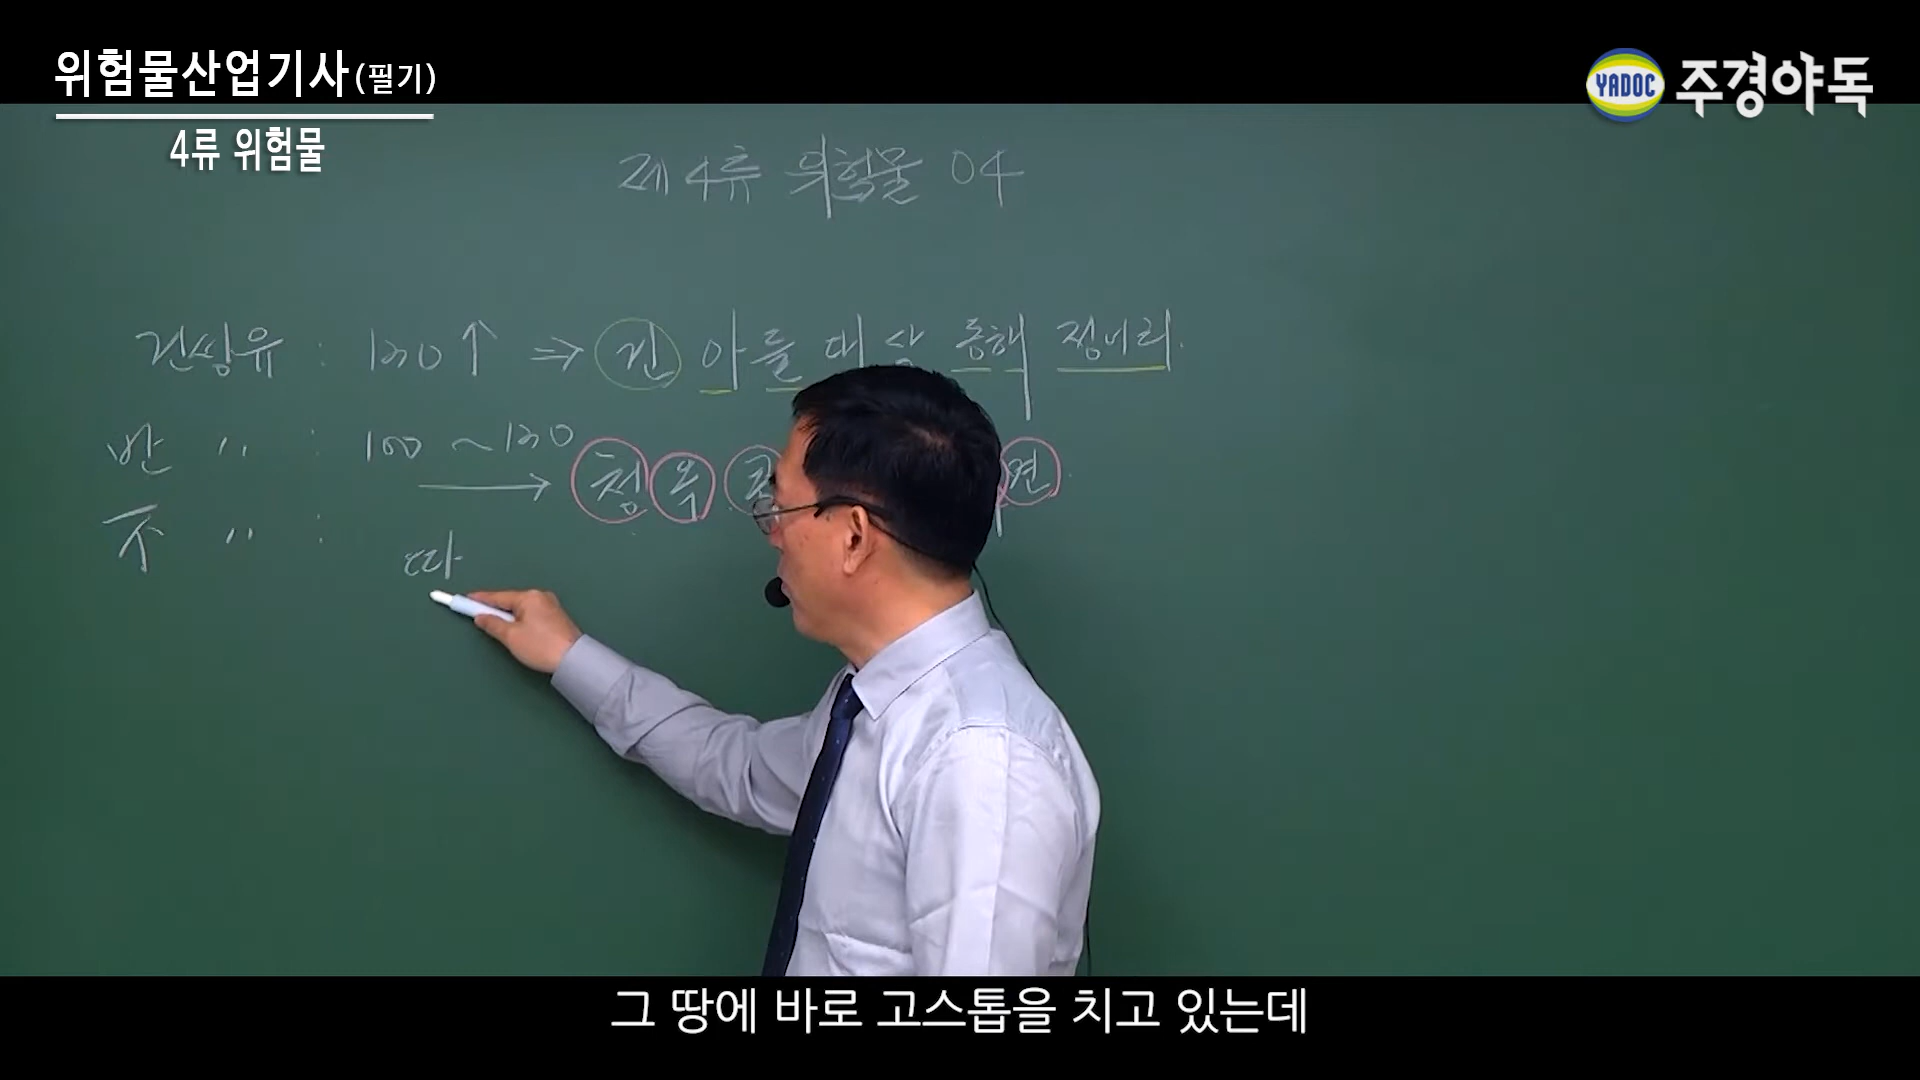 위험물산업기사(필기)
4류 위험물
YADOC 주경야독
제4류 위험물 04
건성유 : 130↑ ⇒ 건 아들 대상 동해 정어리.
반 〃 : 100 ~130
→ 청 옥
〃 :
따
그 땅에 바로 고스톱을 치고 있는데